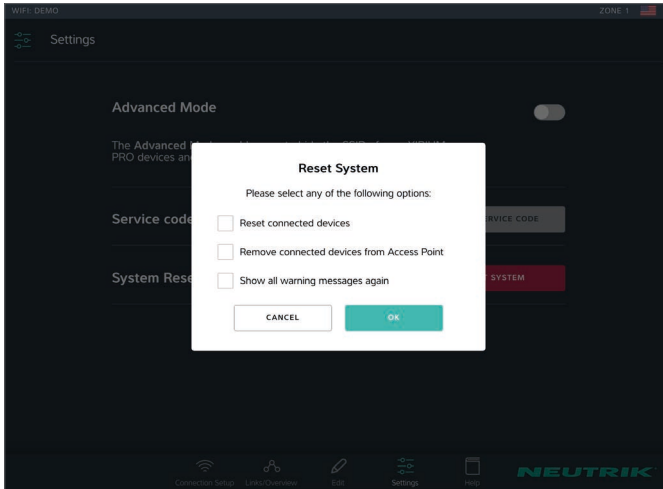 WIFI: DEMO
ZONE 1
Settings
Advanced Mode
The Advanced
PRO devices an
Reset System
Please select any of the following options:
Reset connected devices
Remove connected devices from Access Point
Show all warning messages again
CANCEL
OK
Service code
SERVICE CODE
System Rese
SYSTEM
Connection Setup
Links/Overview
Edit
Settings
Help
NEUTRIK